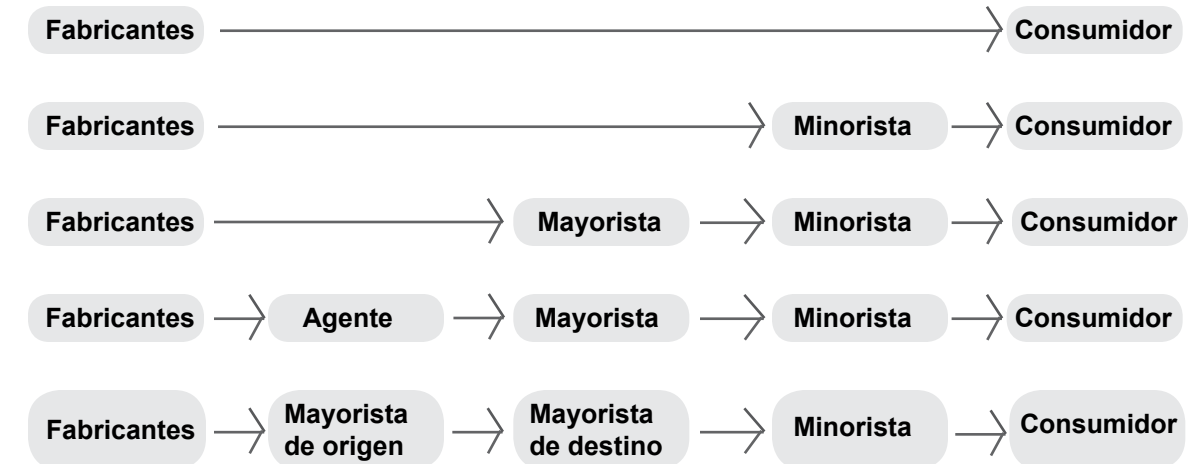 Fabricantes Consumidor
Fabricantes Minorista Consumidor
Fabricantes Mayorista Minorista Consumidor
Fabricantes Agente Mayorista Minorista Consumidor
Fabricantes Mayorista de origen Mayorista de destino Minorista Consumidor